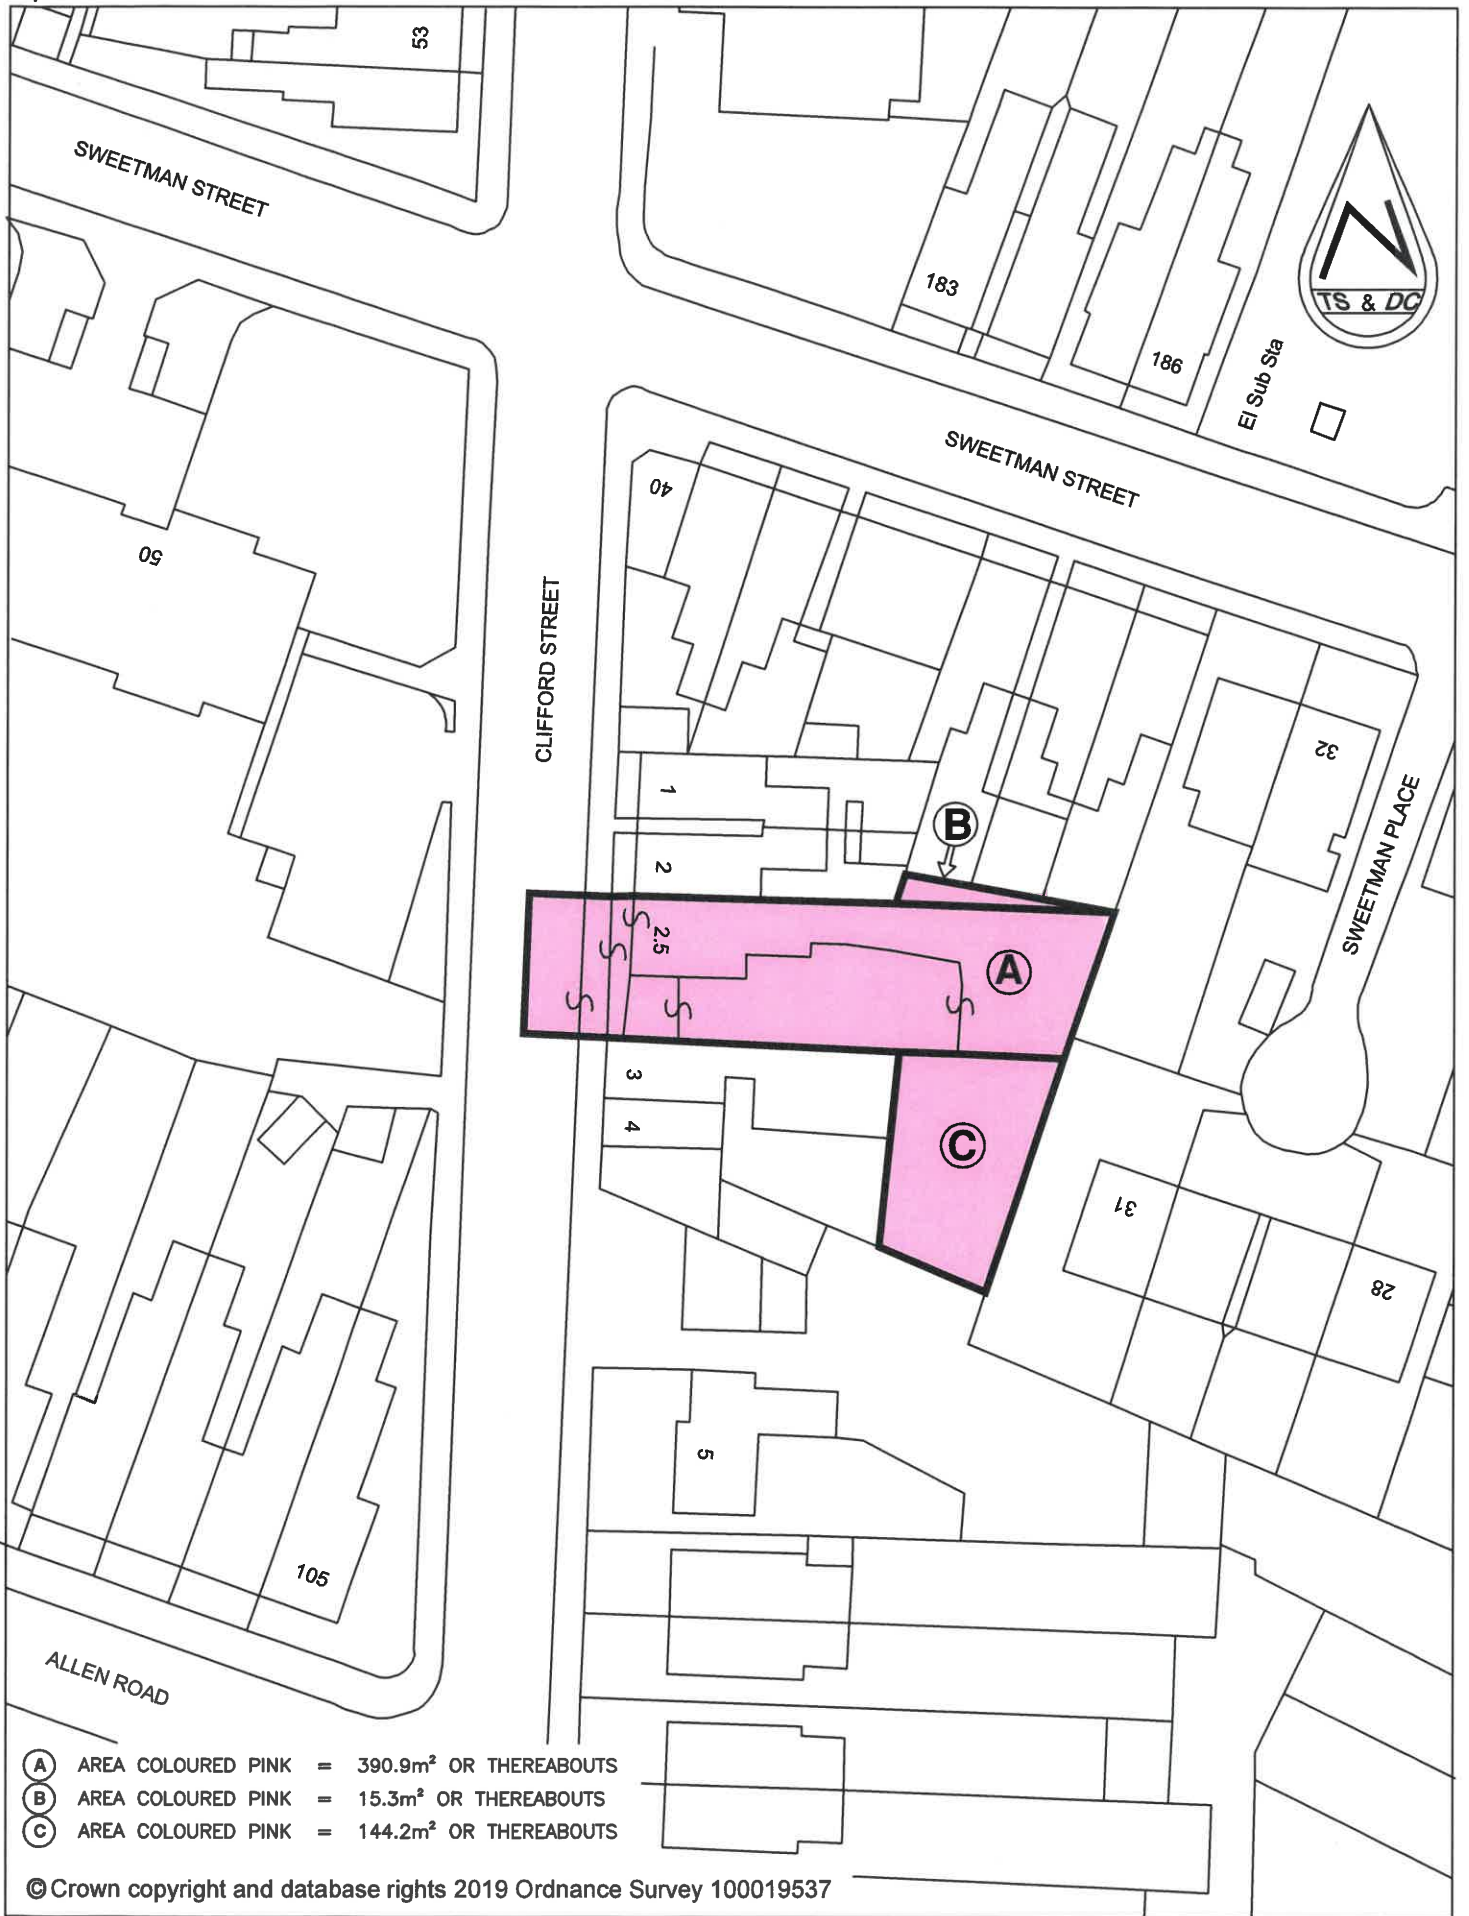 53
SWEETMAN STREET
183
186
El Sub Sta
N
TS & DC
SWEETMAN STREET
40
50
CLIFFORD STREET
32
SWEETMAN PLACE
1
B
2
2.5
S
S
S
S
S
A
3
4
C
31
28
5
105
ALLEN ROAD
A AREA COLOURED PINK = 390.9m² OR THEREABOUTS
B AREA COLOURED PINK = 15.3m² OR THEREABOUTS
C AREA COLOURED PINK = 144.2m² OR THEREABOUTS
© Crown copyright and database rights 2019 Ordnance Survey 100019537